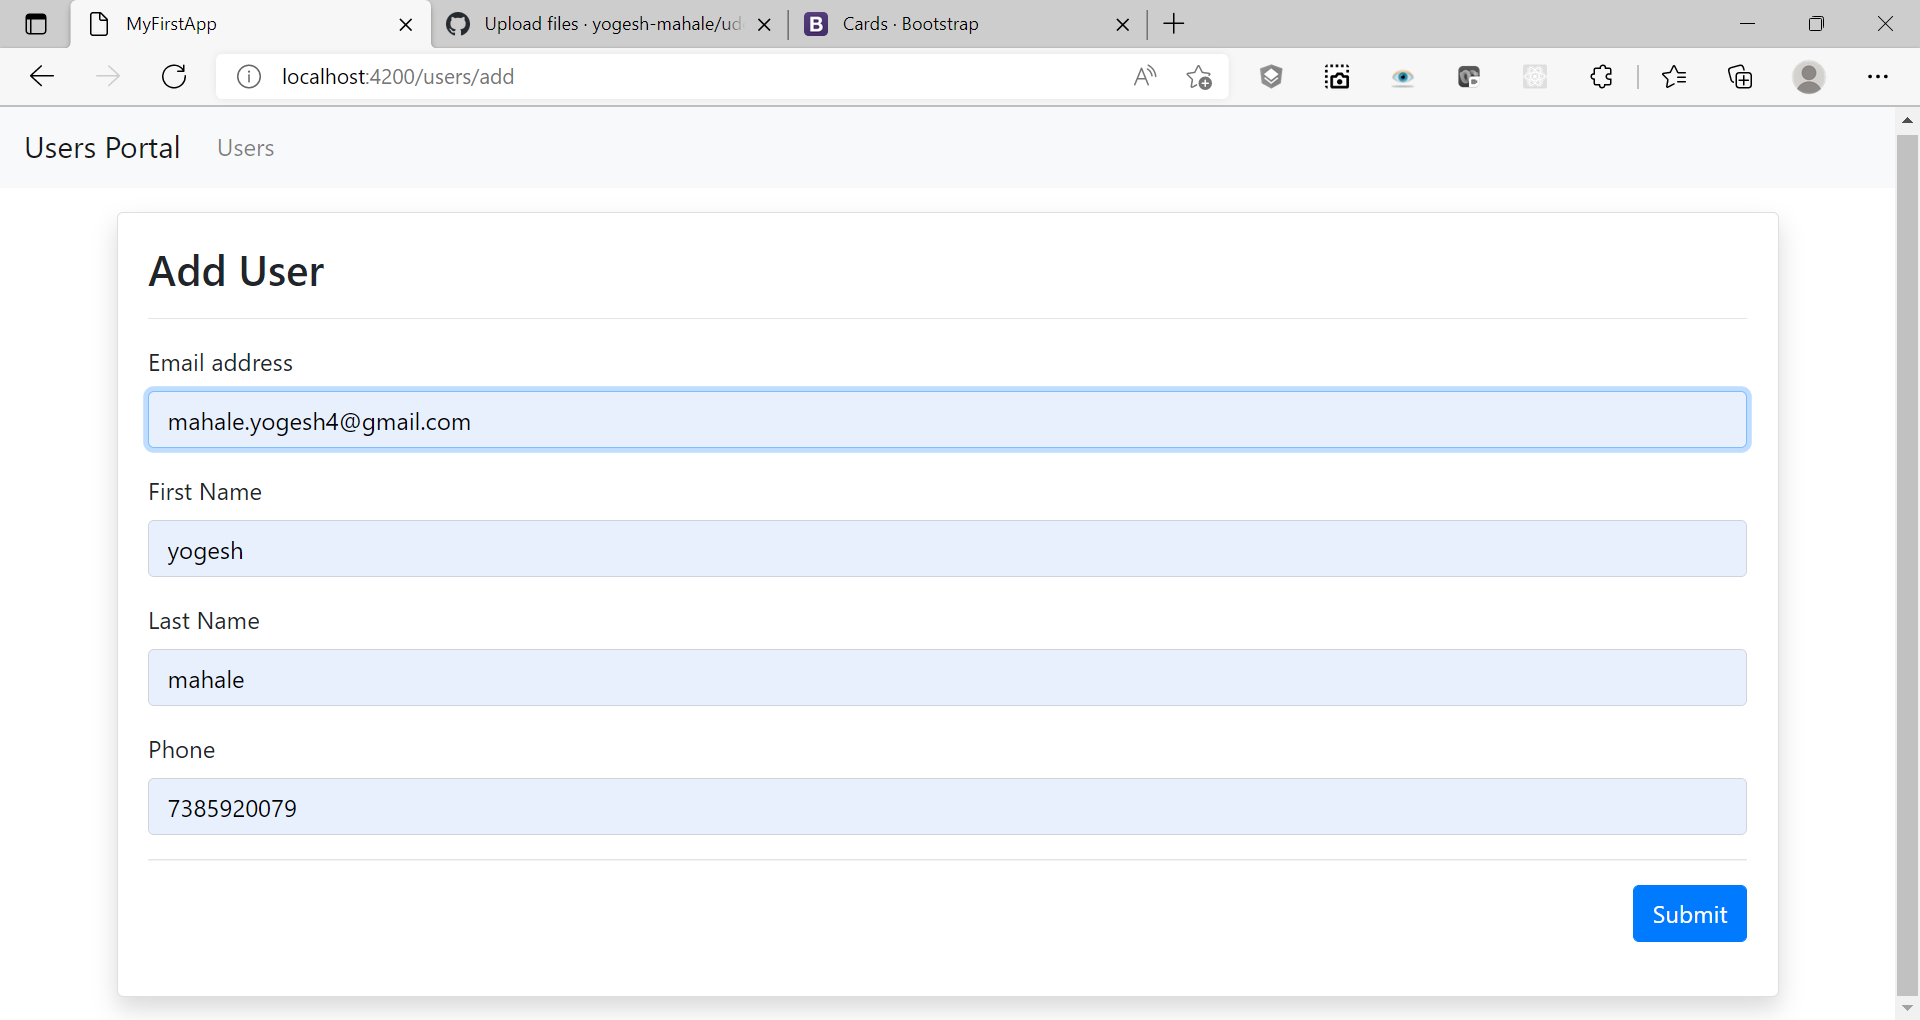 MyFirstApp
Upload files · yogesh-mahale/ud
Cards · Bootstrap
localhost:4200/users/add
Users Portal
Users
Add User
Email address
mahale.yogesh4@gmail.com
First Name
yogesh
Last Name
mahale
Phone
7385920079
Submit